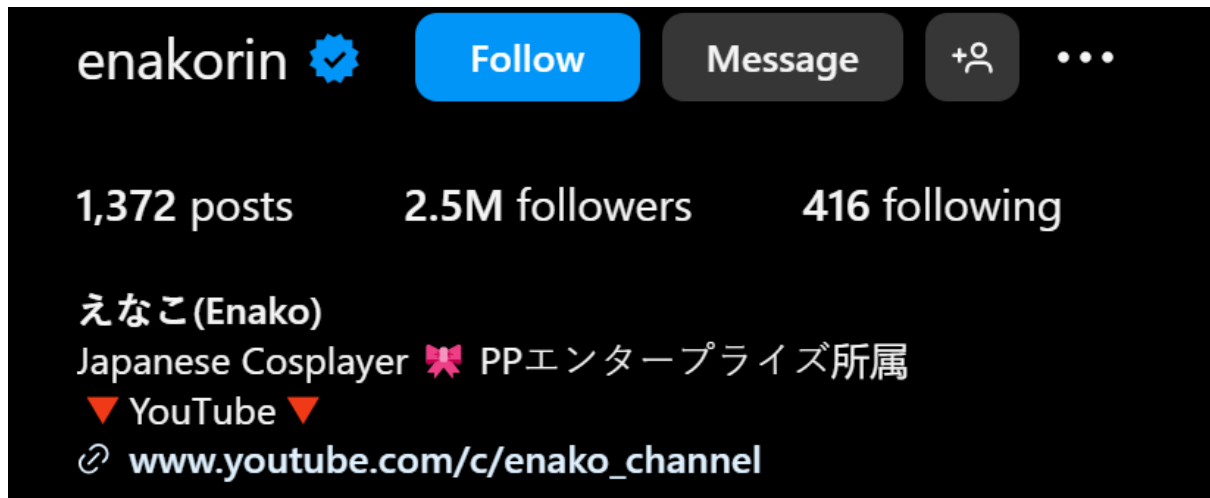 enakorin Follow Message
1,372 posts 2.5M followers 416 following
えなこ(Enako)
Japanese Cosplayer 🎀 PPエンタープライズ所属
🔻 YouTube 🔻
www.youtube.com/c/enako_channel